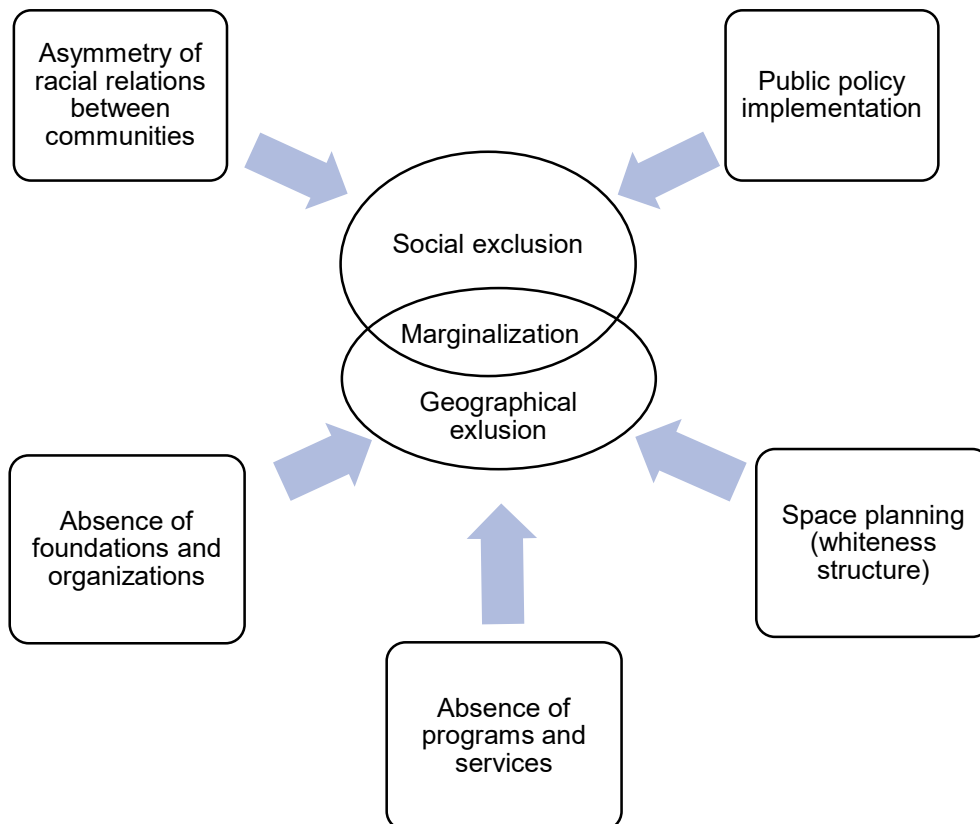 Asymmetry of
racial relations
between
communities
Public policy
implementation
Social exclusion
Marginalization
Geographical
exlusion
Absence of
foundations and
organizations
Space planning
(whiteness
structure)
Absence of
programs and
services